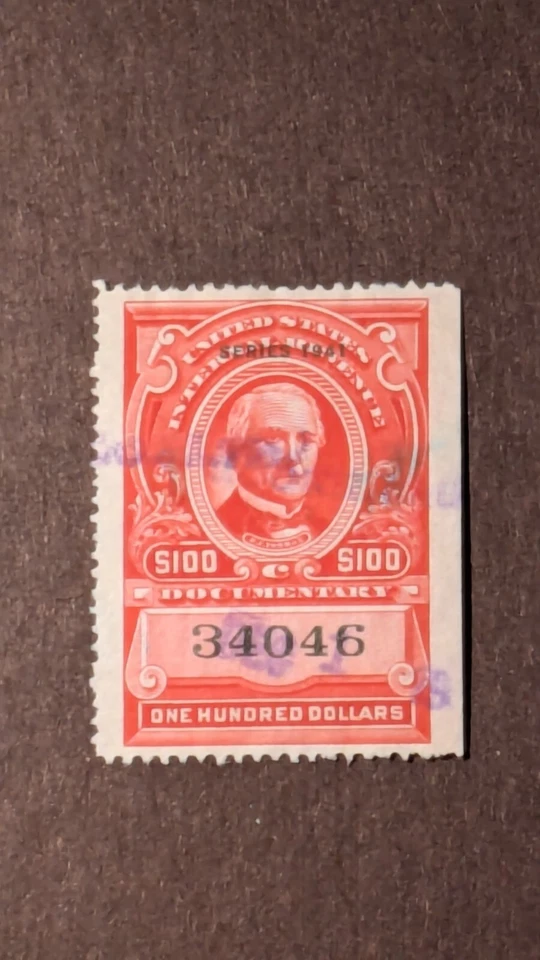 UNITED STATES
SERIES 1941
INTERNAL REVENUE
$100 C $100
DOCUMENTARY
34046
ONE HUNDRED DOLLARS